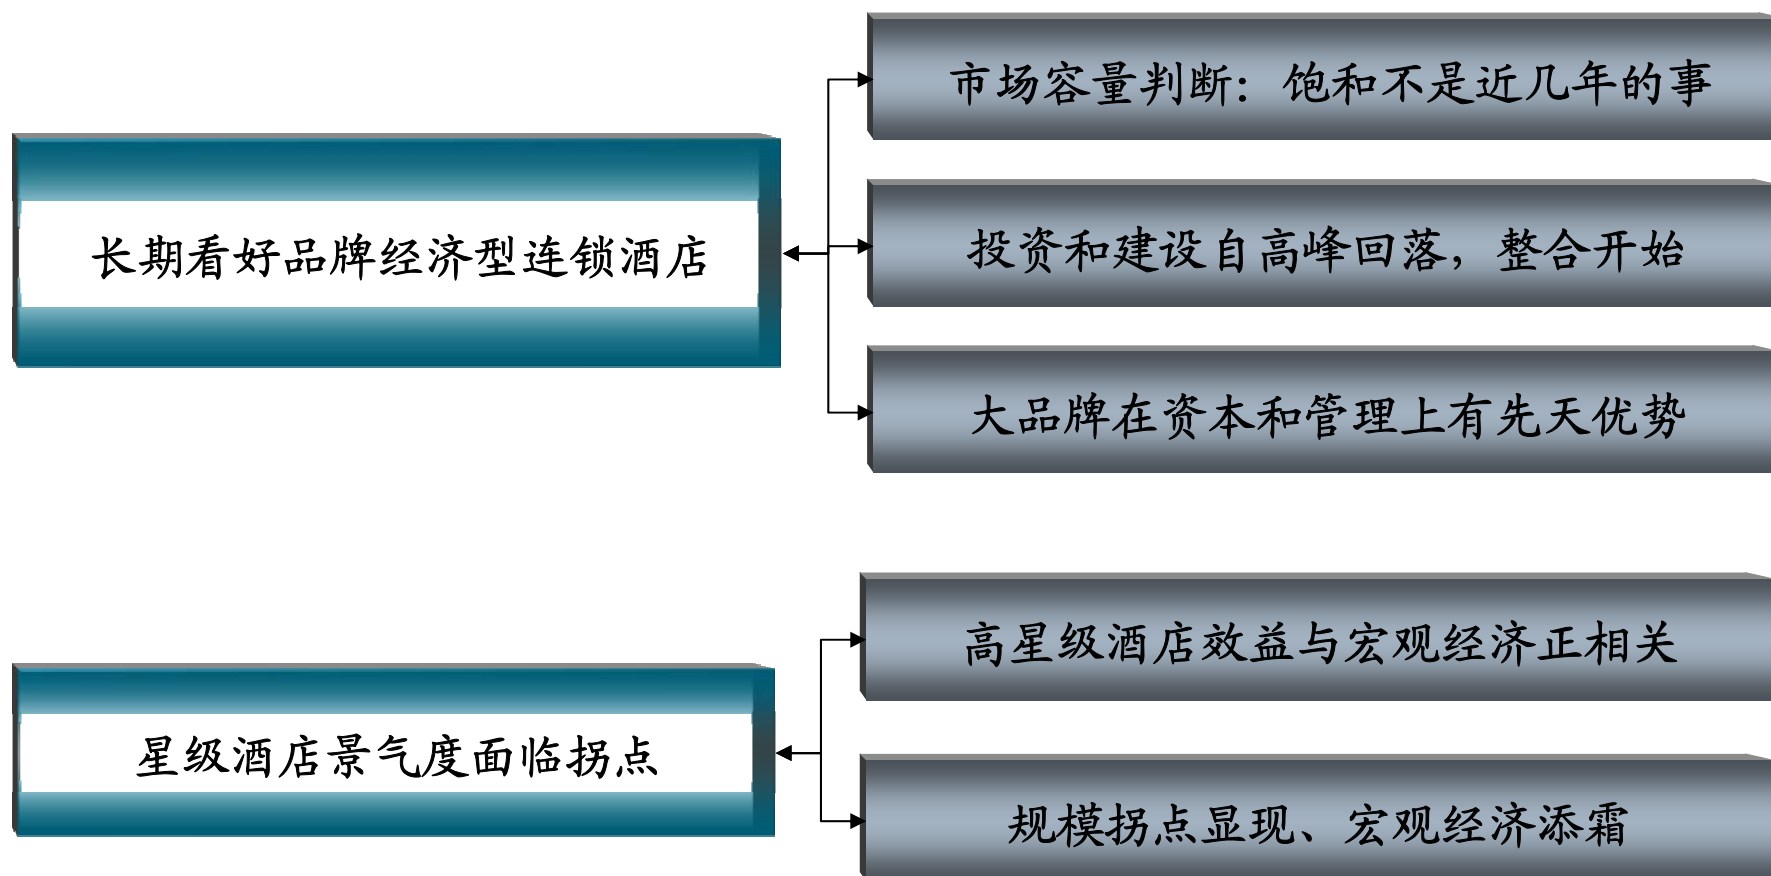 市场容量判断：饱和不是近几年的事
长期看好品牌经济型连锁酒店
投资和建设自高峰回落，整合开始
大品牌在资本和管理上有先天优势
高星级酒店效益与宏观经济正相关
星级酒店景气度面临拐点
规模拐点显现、宏观经济添霜